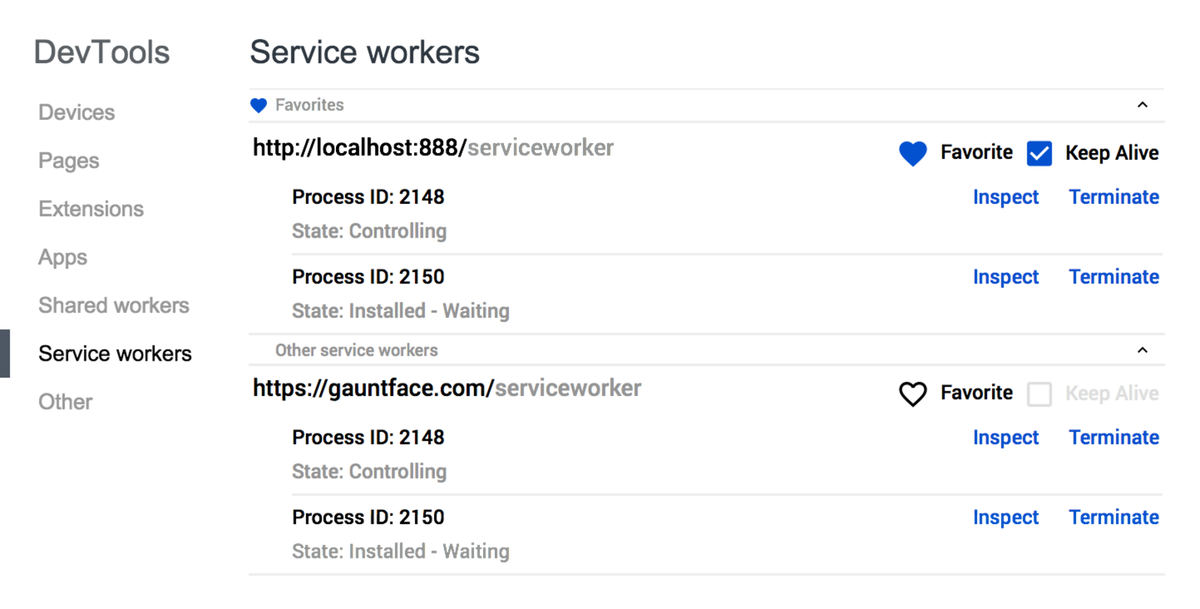 DevTools
Devices
Pages
Extensions
Apps
Shared workers
Service workers
Other
Service workers
Favorites
http://localhost:888/serviceworker
Favorite Keep Alive
Process ID: 2148
Inspect Terminate
State: Controlling
Process ID: 2150
Inspect Terminate
State: Installed - Waiting
Other service workers
https://gauntface.com/serviceworker
Favorite Keep Alive
Process ID: 2148
Inspect Terminate
State: Controlling
Process ID: 2150
Inspect Terminate
State: Installed - Waiting